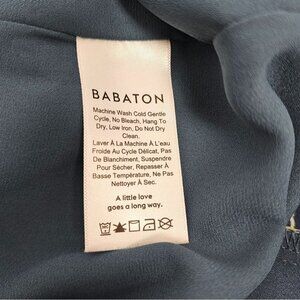 BABATON
Machine Wash Cold Gentle
Cycle, No Bleach, Hang To
Dry, Low Iron, Do Not Dry
Clean.
Laver À La Machine À L'eau
Froide Au Cycle Délicat, Pas
De Blanchiment, Suspendre
Pour Sécher, Repasser À
Basse Température, Ne Pas
Nettoyer À Sec.
A little love
goes a long way.